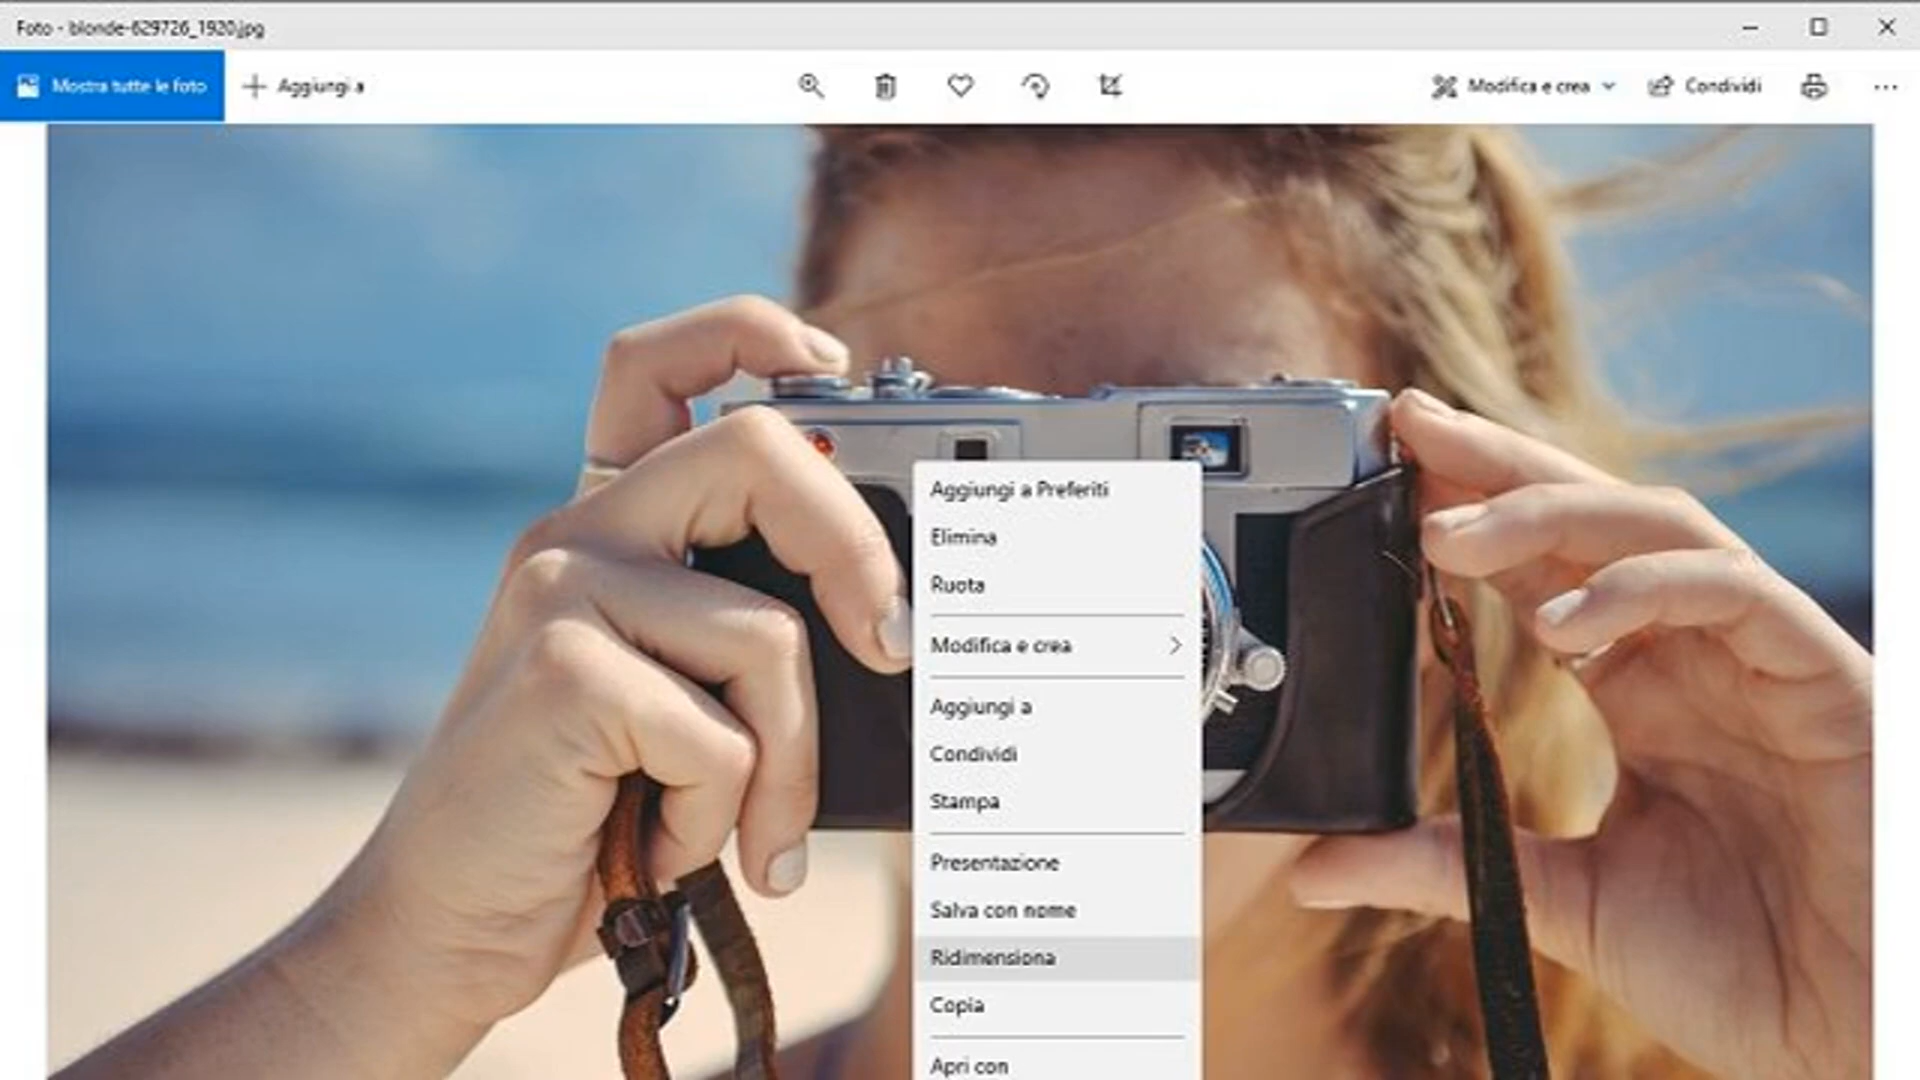 Foto - blonde-629726_1920.jpg
Mostra tutte le foto
Aggiungi a
Modifica e crea
Condividi
Aggiungi a Preferiti
Elimina
Ruota
Modifica e crea
Aggiungi a
Condividi
Stampa
Presentazione
Salva con nome
Ridimensiona
Copia
Apri con